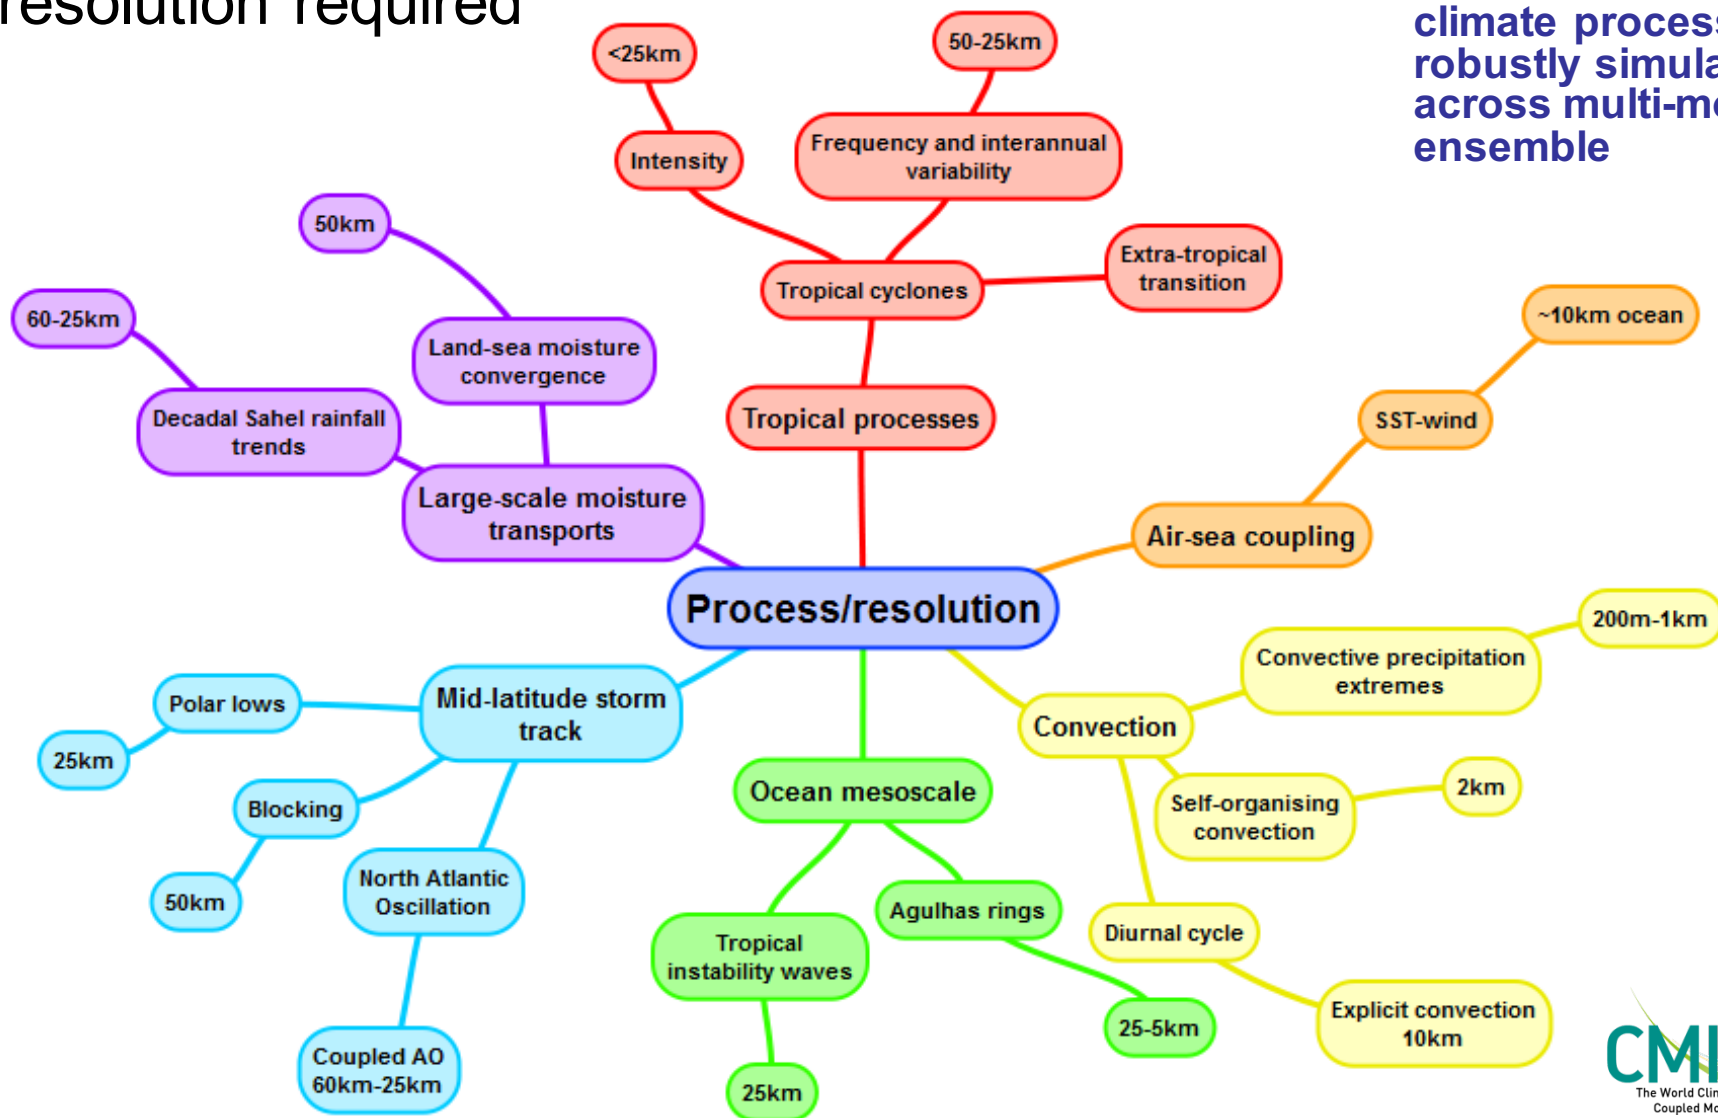 resolution required
climate process
robustly simula
across multi-mo
ensemble
<25km
50-25km
Intensity
Frequency and interannual
variability
50km
Extra-tropical
transition
Tropical cyclones
60-25km
~10km ocean
Land-sea moisture
convergence
Decadal Sahel rainfall
trends
Tropical processes
SST-wind
Large-scale moisture
transports
Air-sea coupling
Process/resolution
200m-1km
Convective precipitation
extremes
Polar lows
Mid-latitude storm
track
Convection
25km
Blocking
Ocean mesoscale
Self-organising
convection
2km
50km
North Atlantic
Oscillation
Agulhas rings
Diurnal cycle
Tropical
instability waves
25-5km
Explicit convection
10km
Coupled AO
60km-25km
25km
CMI
The World Clim
Coupled Mo